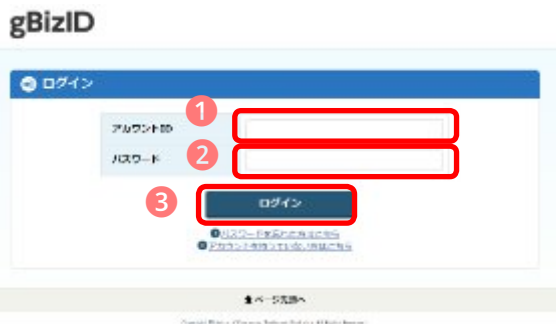 gBizID
ログイン
1
アカウントID
2
パスワード
3
ログイン
パスワードを忘れた方はこちら
アカウントを持っていない方はこちら
ページ先頭へ